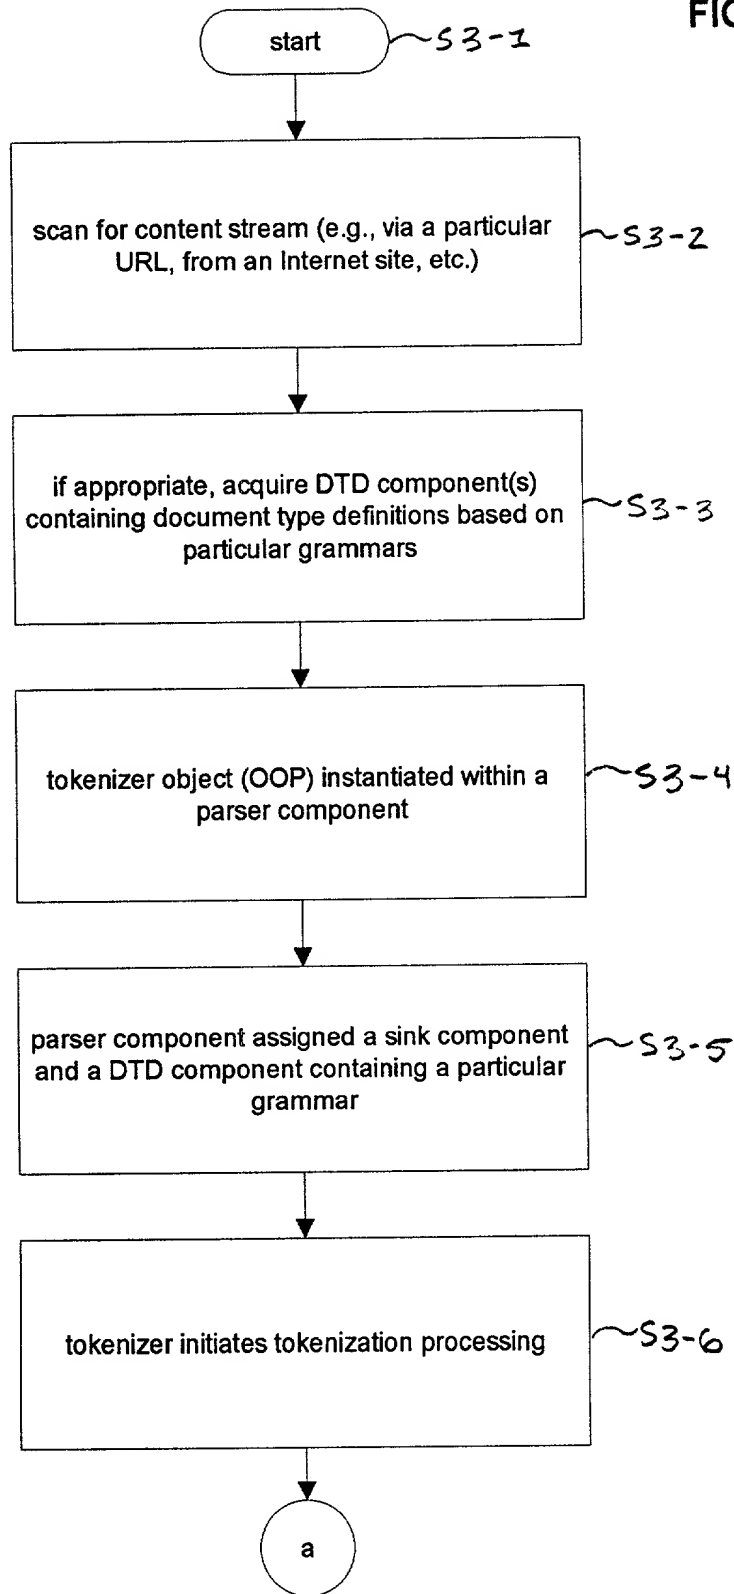 FIG
start
S3-1
scan for content stream (e.g., via a particular
URL, from an Internet site, etc.)
S3-2
if appropriate, acquire DTD component(s)
containing document type definitions based on
particular grammars
S3-3
tokenizer object (OOP) instantiated within a
parser component
S3-4
parser component assigned a sink component
and a DTD component containing a particular
grammar
S3-5
tokenizer initiates tokenization processing
S3-6
a